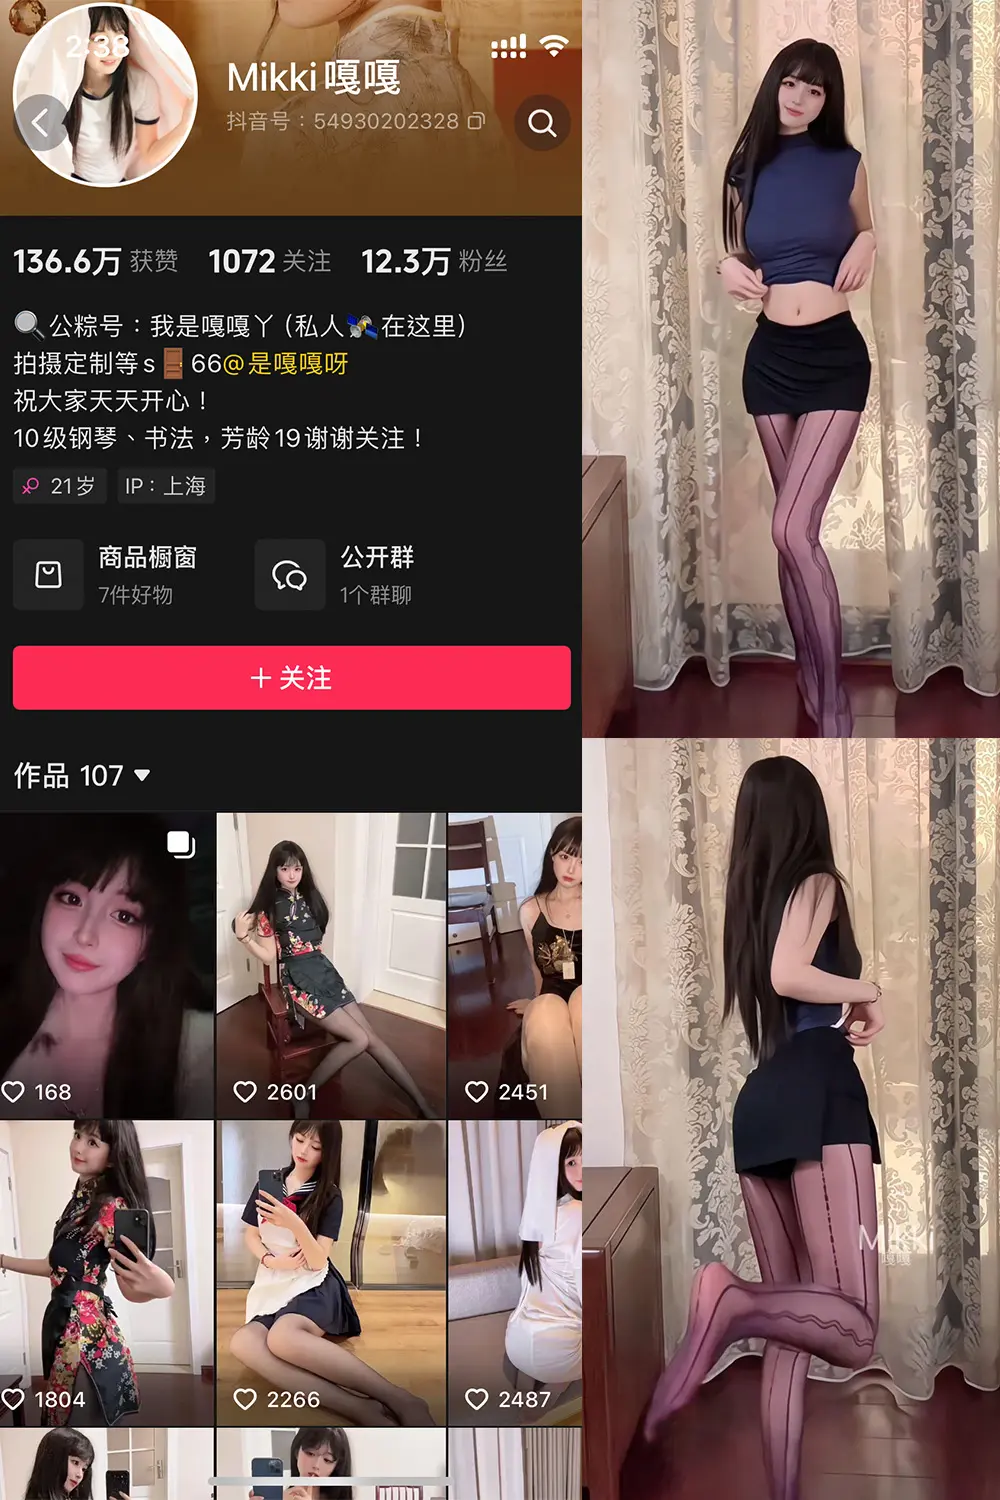 2:38
Mikki嘎嘎
抖音号：54930202328
136.6万 获赞 1072 关注 12.3万 粉丝
公粽号：我是嘎嘎丫 (私人🛰️在这里)
拍摄定制等s🚪66@是嘎嘎呀
祝大家天天开心！
10级钢琴、书法，芳龄19谢谢关注！
21岁 IP：上海
商品橱窗 公开群
7件好物 1个群聊
+ 关注
作品 107
168 2601 2451
1804 2266 2487
嘎嘎